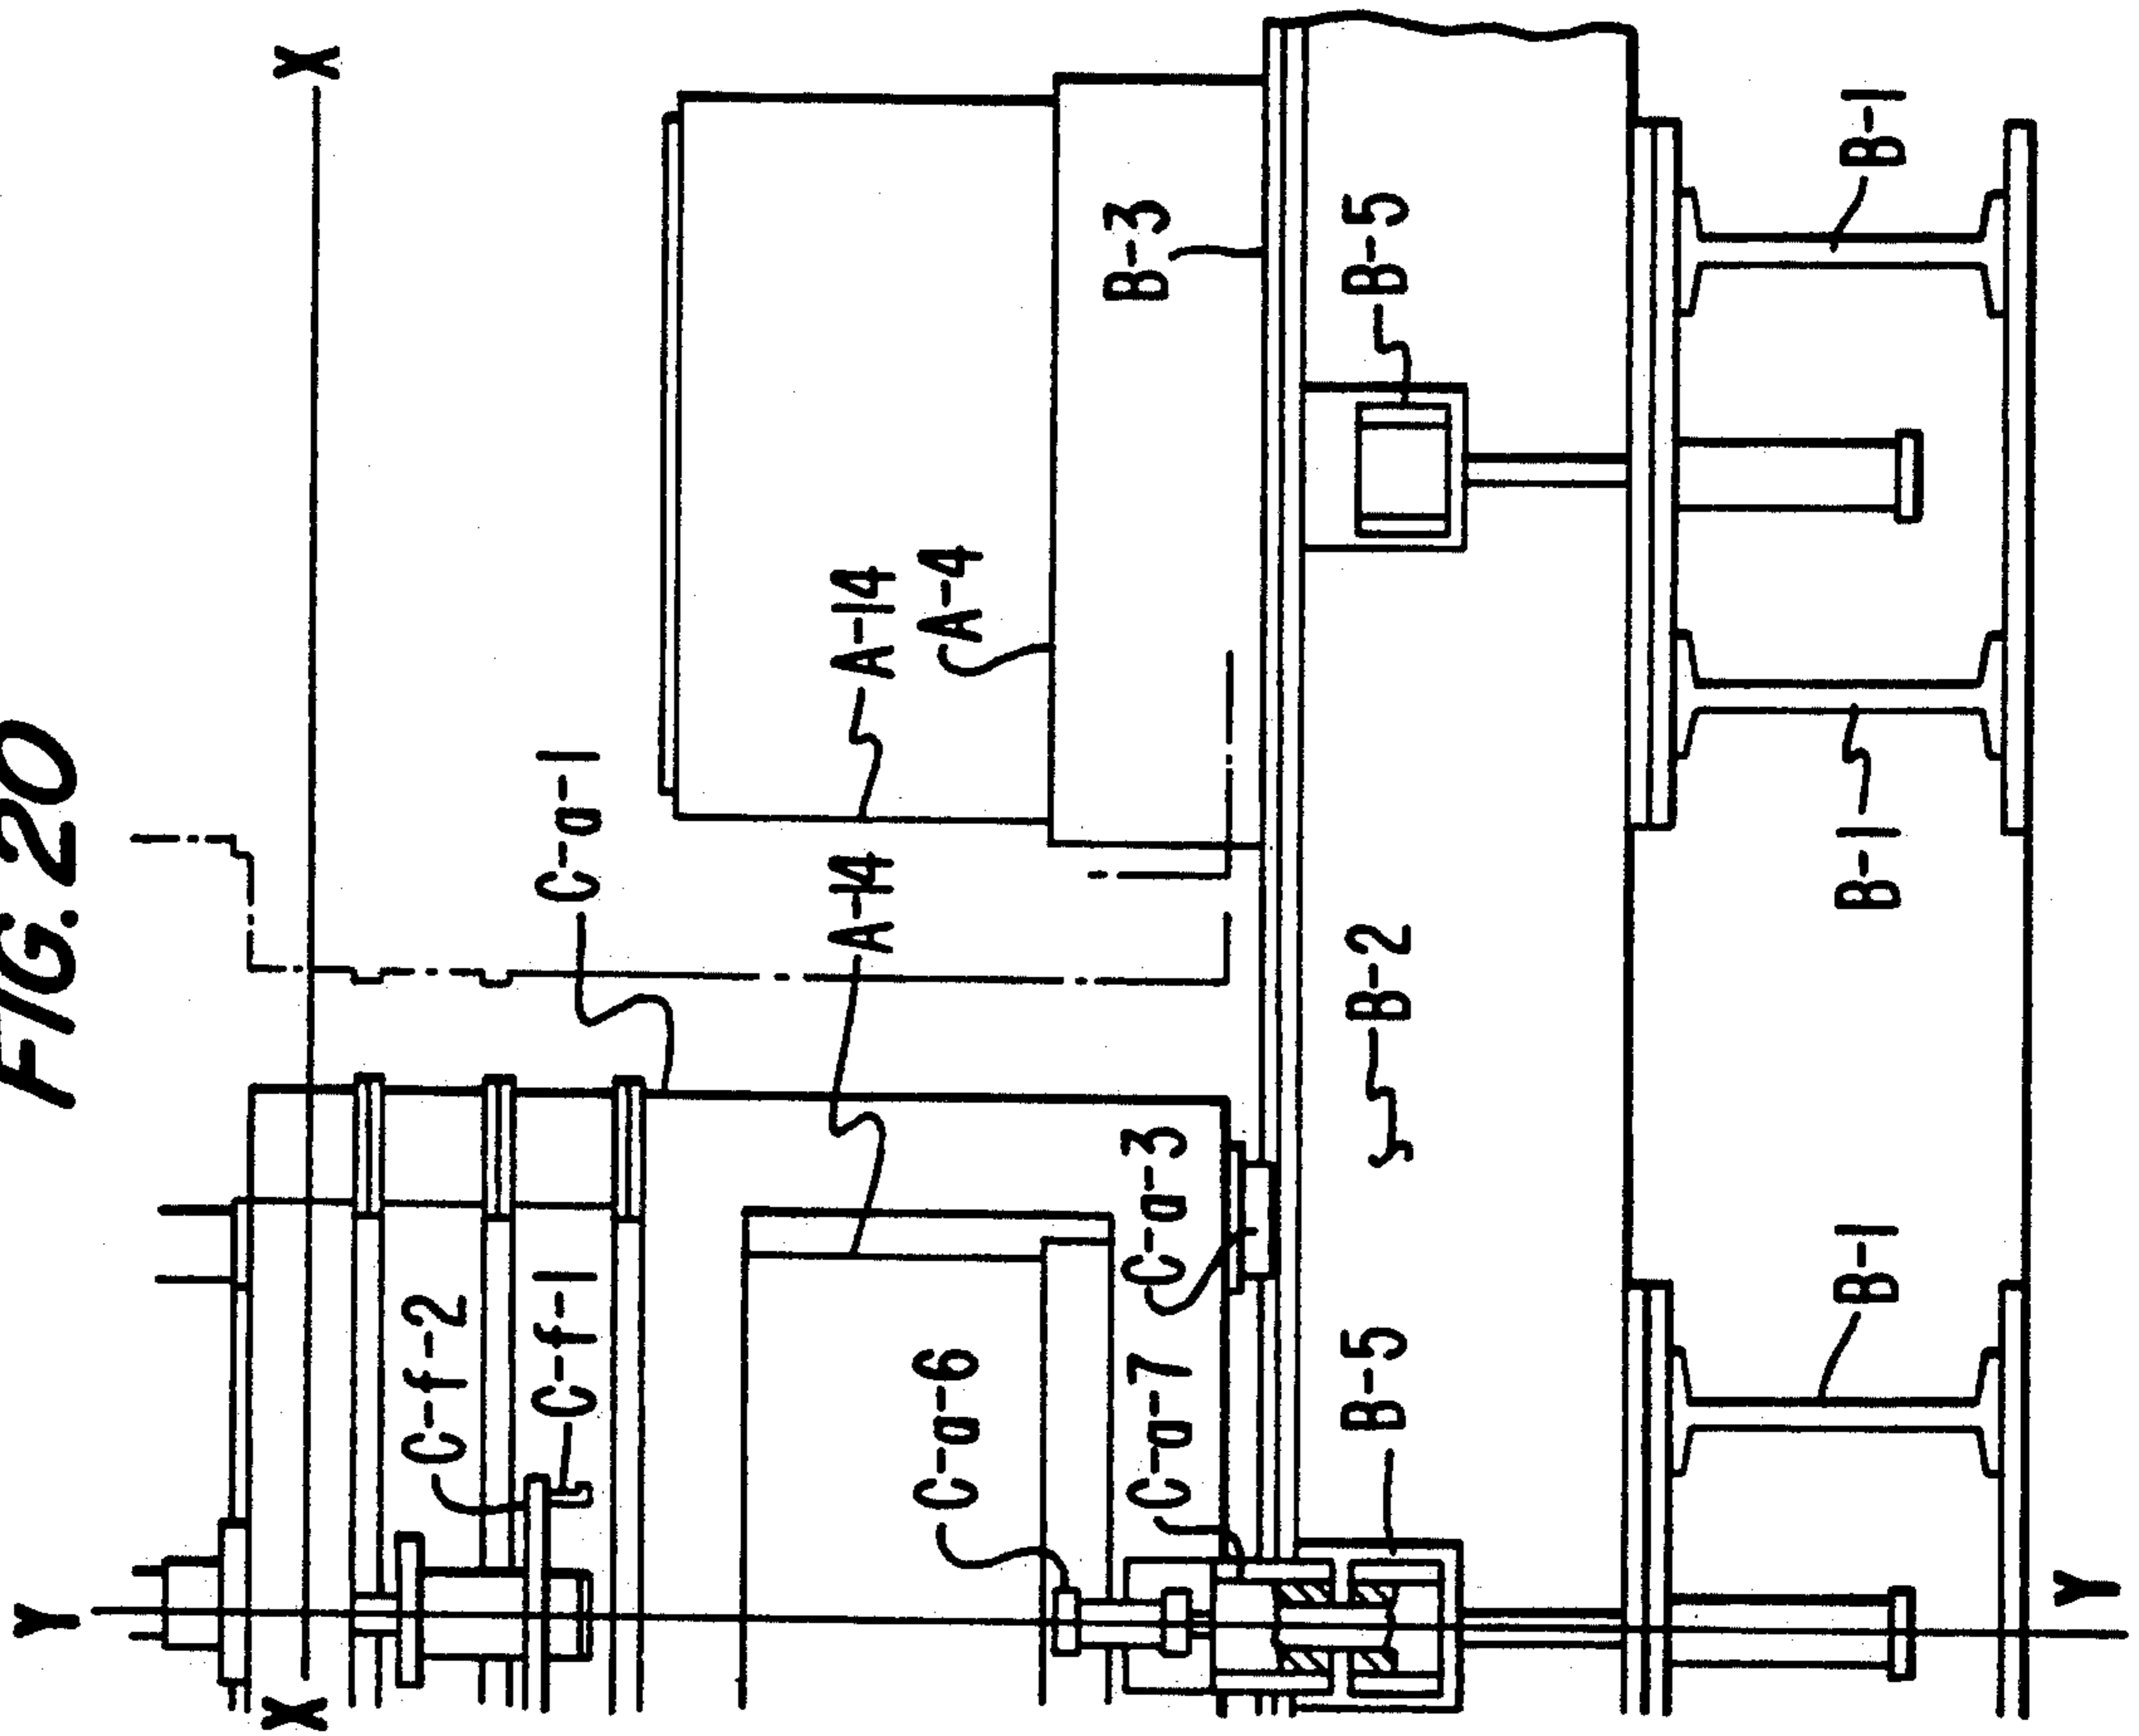 FIG. 20
X
X
Y
Y
C-a-1
C-f-2
C-f-1
A-14
A-14
A-4
B-3
C-a-6
C-a-3
C-a-7
B-5
B-5
B-2
B-1
B-1
B-1